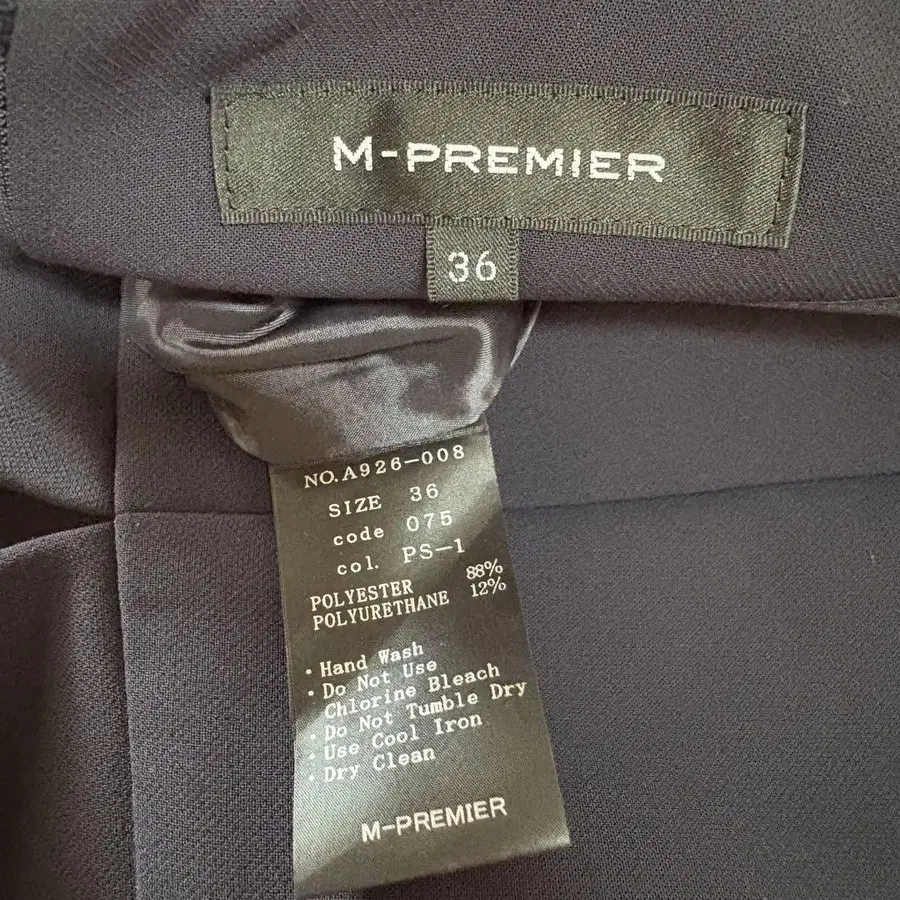 M-PREMIER
36
NO.A926-008
SIZE 36
code 075
col. PS-1
POLYESTER 88%
POLYURETHANE 12%
・Hand Wash
・Do Not Use
Chlorine Bleach
・Do Not Tumble Dry
・Use Cool Iron
・Dry Clean
M-PREMIER